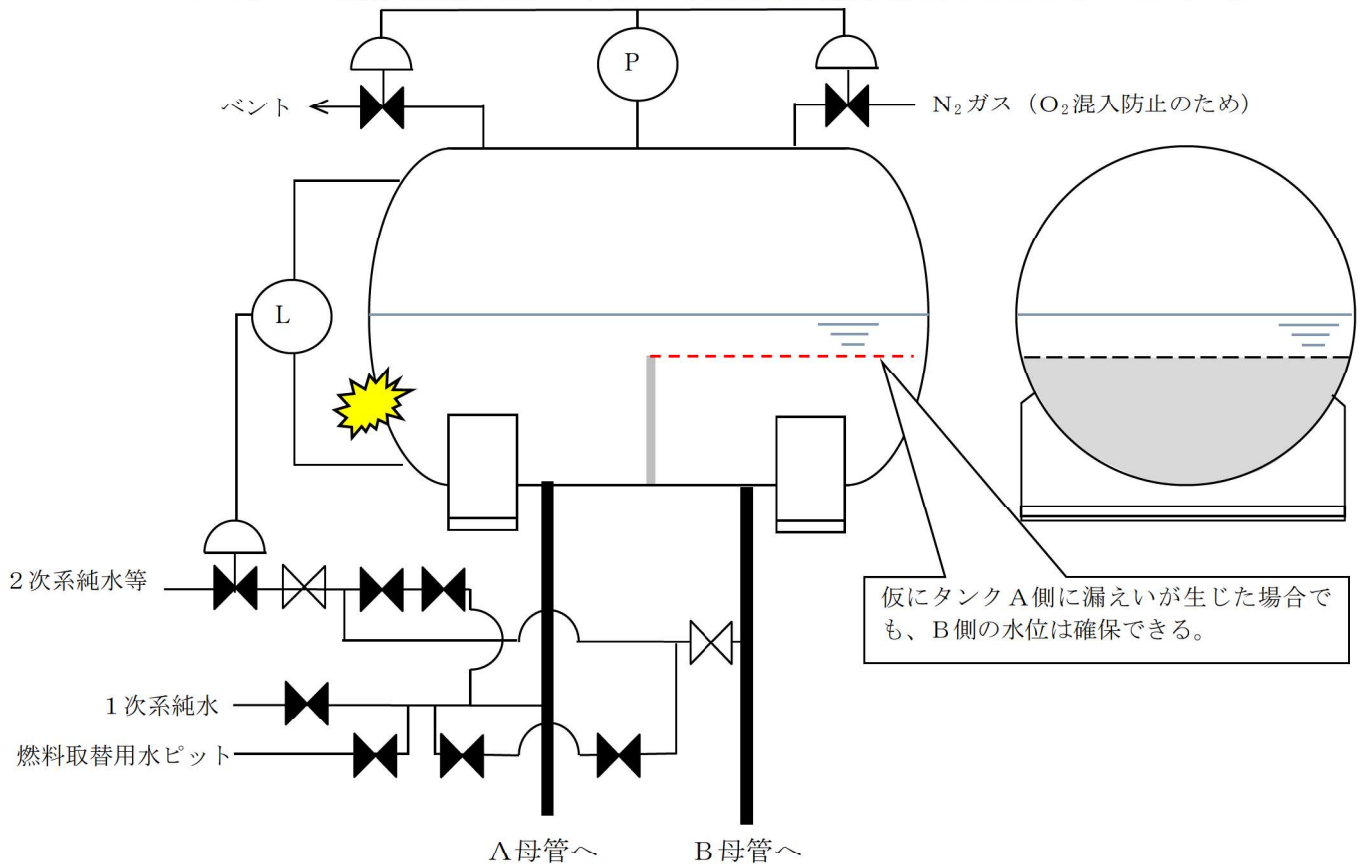 P
ベント
N₂ガス（O₂混入防止のため）
L
2次系純水等
仮にタンクA側に漏えいが生じた場合で
も、B側の水位は確保できる。
1次系純水
燃料取替用水ピット
A母管へ
B母管へ